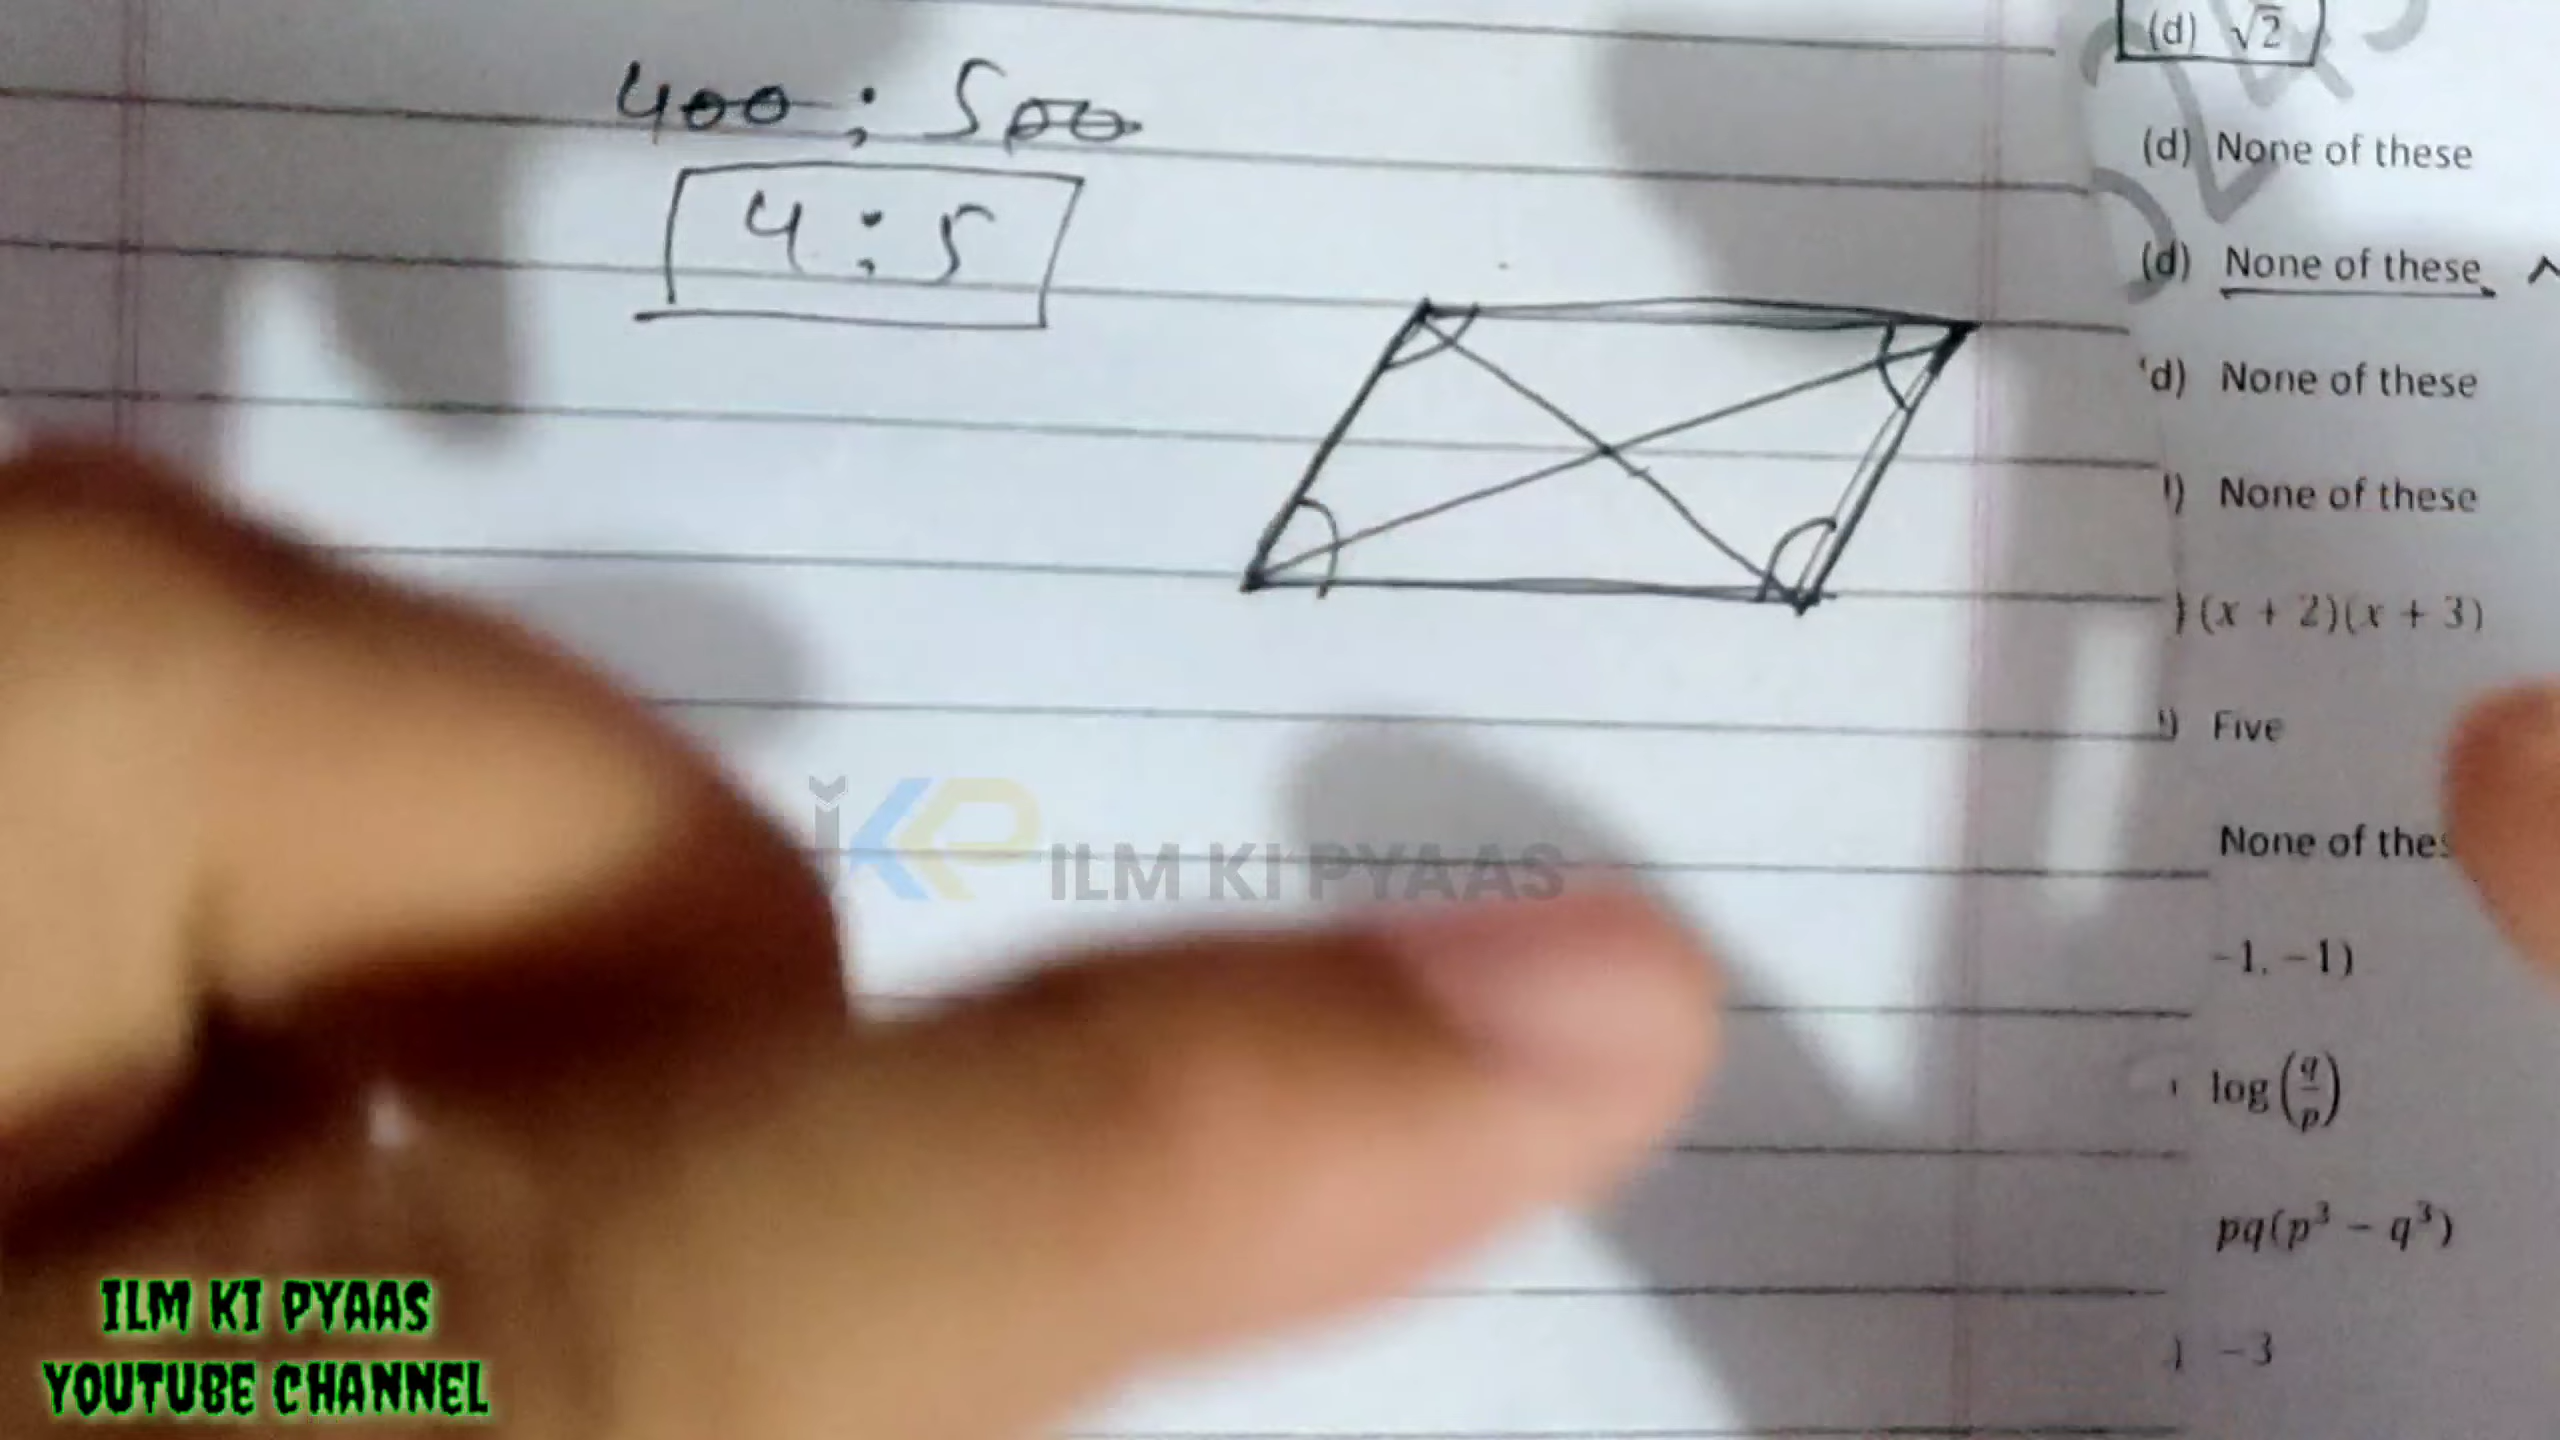 400 : 500
4 : 5
(d) √2
(d) None of these
(d) None of these
d) None of these
) None of these
) (x + 2)(x + 3)
) Five
None of thes
-1, -1)
log (q/p)
pq(p³ - q³)
) -3
iKP ILM KI PYAAS
ILM KI PYAAS
YOUTUBE CHANNEL